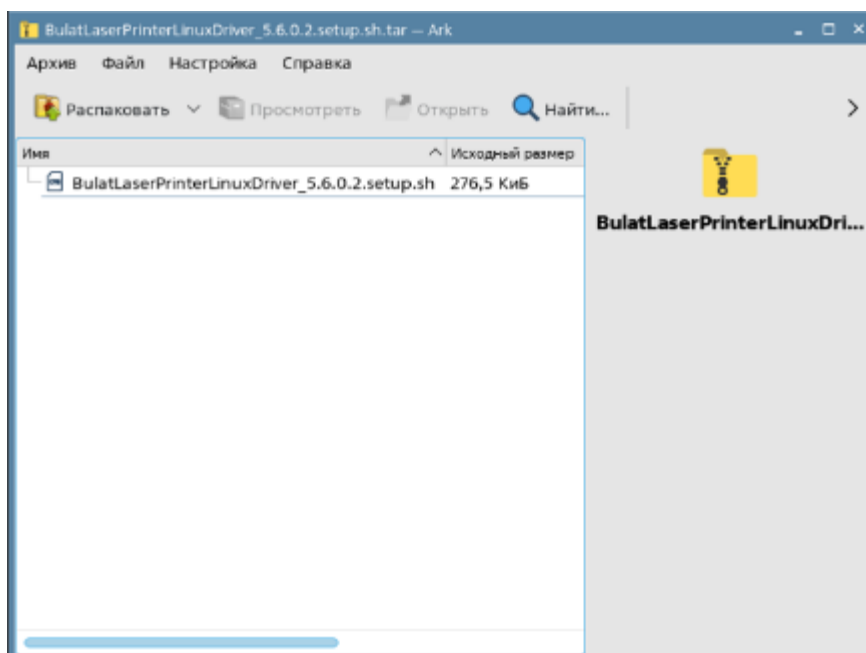 BulatLaserPrinterLinuxDriver_5.6.0.2.setup.sh.tar — Ark
Архив Файл Настройка Справка
Распаковать Просмотреть Открыть Найти...
Имя Исходный размер
BulatLaserPrinterLinuxDriver_5.6.0.2.setup.sh 276,5 КиБ
BulatLaserPrinterLinuxDri...